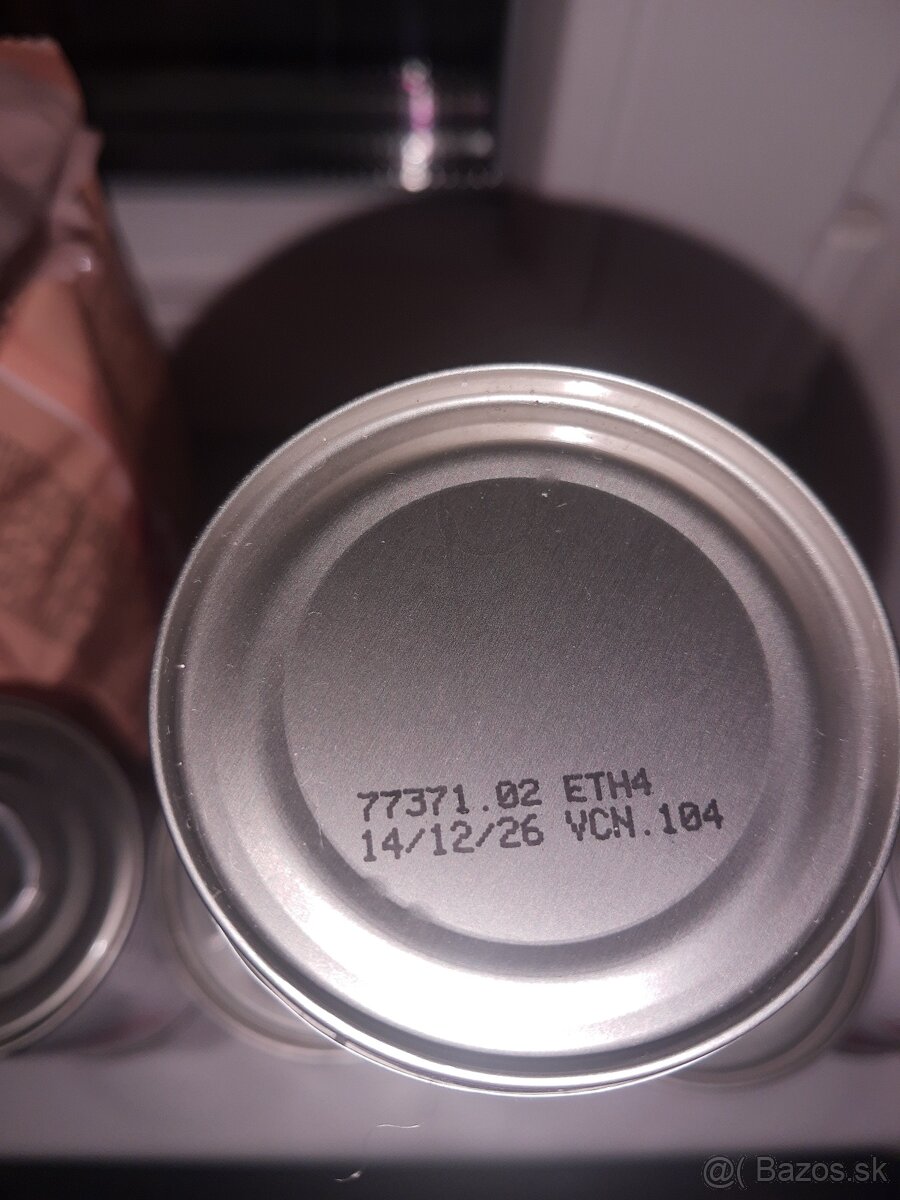 77371.02 ETH4
14/12/26 VCN.104
@( Bazos.sk